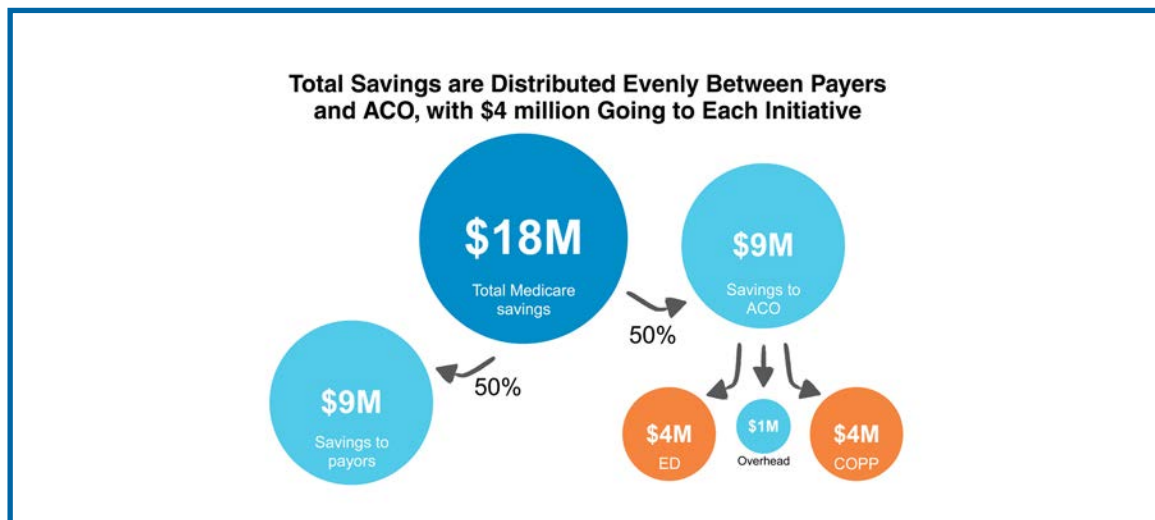 Total Savings are Distributed Evenly Between Payers
and ACO, with $4 million Going to Each Initiative
$18M
Total Medicare
savings
50%
$9M
Savings to
ACO
50%
$9M
Savings to
payors
$4M
ED
$1M
Overhead
$4M
COPP